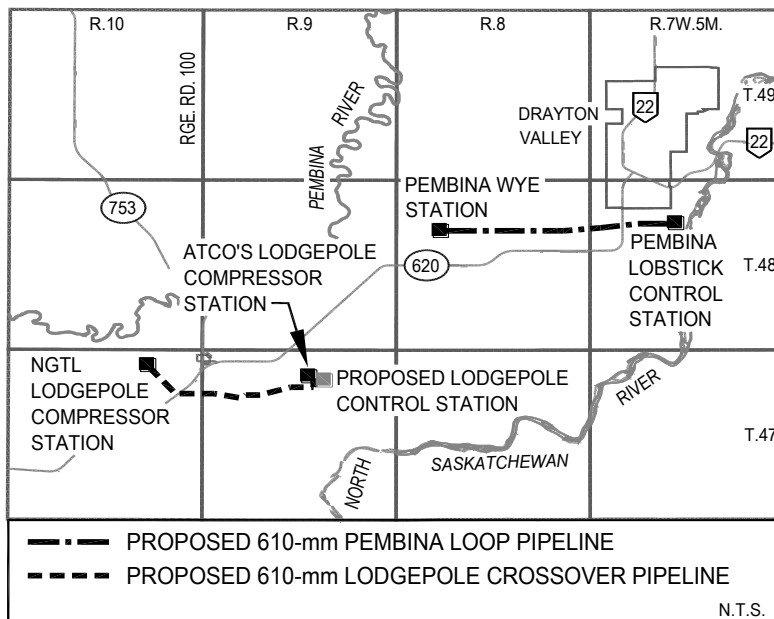 R.10
R.9
R.8
R.7W.5M.
RGE. RD. 100
PEMBINA
RIVER
DRAYTON
VALLEY
22
T.49
22
753
PEMBINA WYE
STATION
ATCO'S LODGEPOLE
COMPRESSOR
STATION
620
PEMBINA
LOBSTICK
CONTROL
STATION
T.48
NGTL
LODGEPOLE
COMPRESSOR
STATION
PROPOSED LODGEPOLE
CONTROL STATION
NORTH
SASKATCHEWAN
RIVER
T.47
PROPOSED 610-mm PEMBINA LOOP PIPELINE
PROPOSED 610-mm LODGEPOLE CROSSOVER PIPELINE
N.T.S.